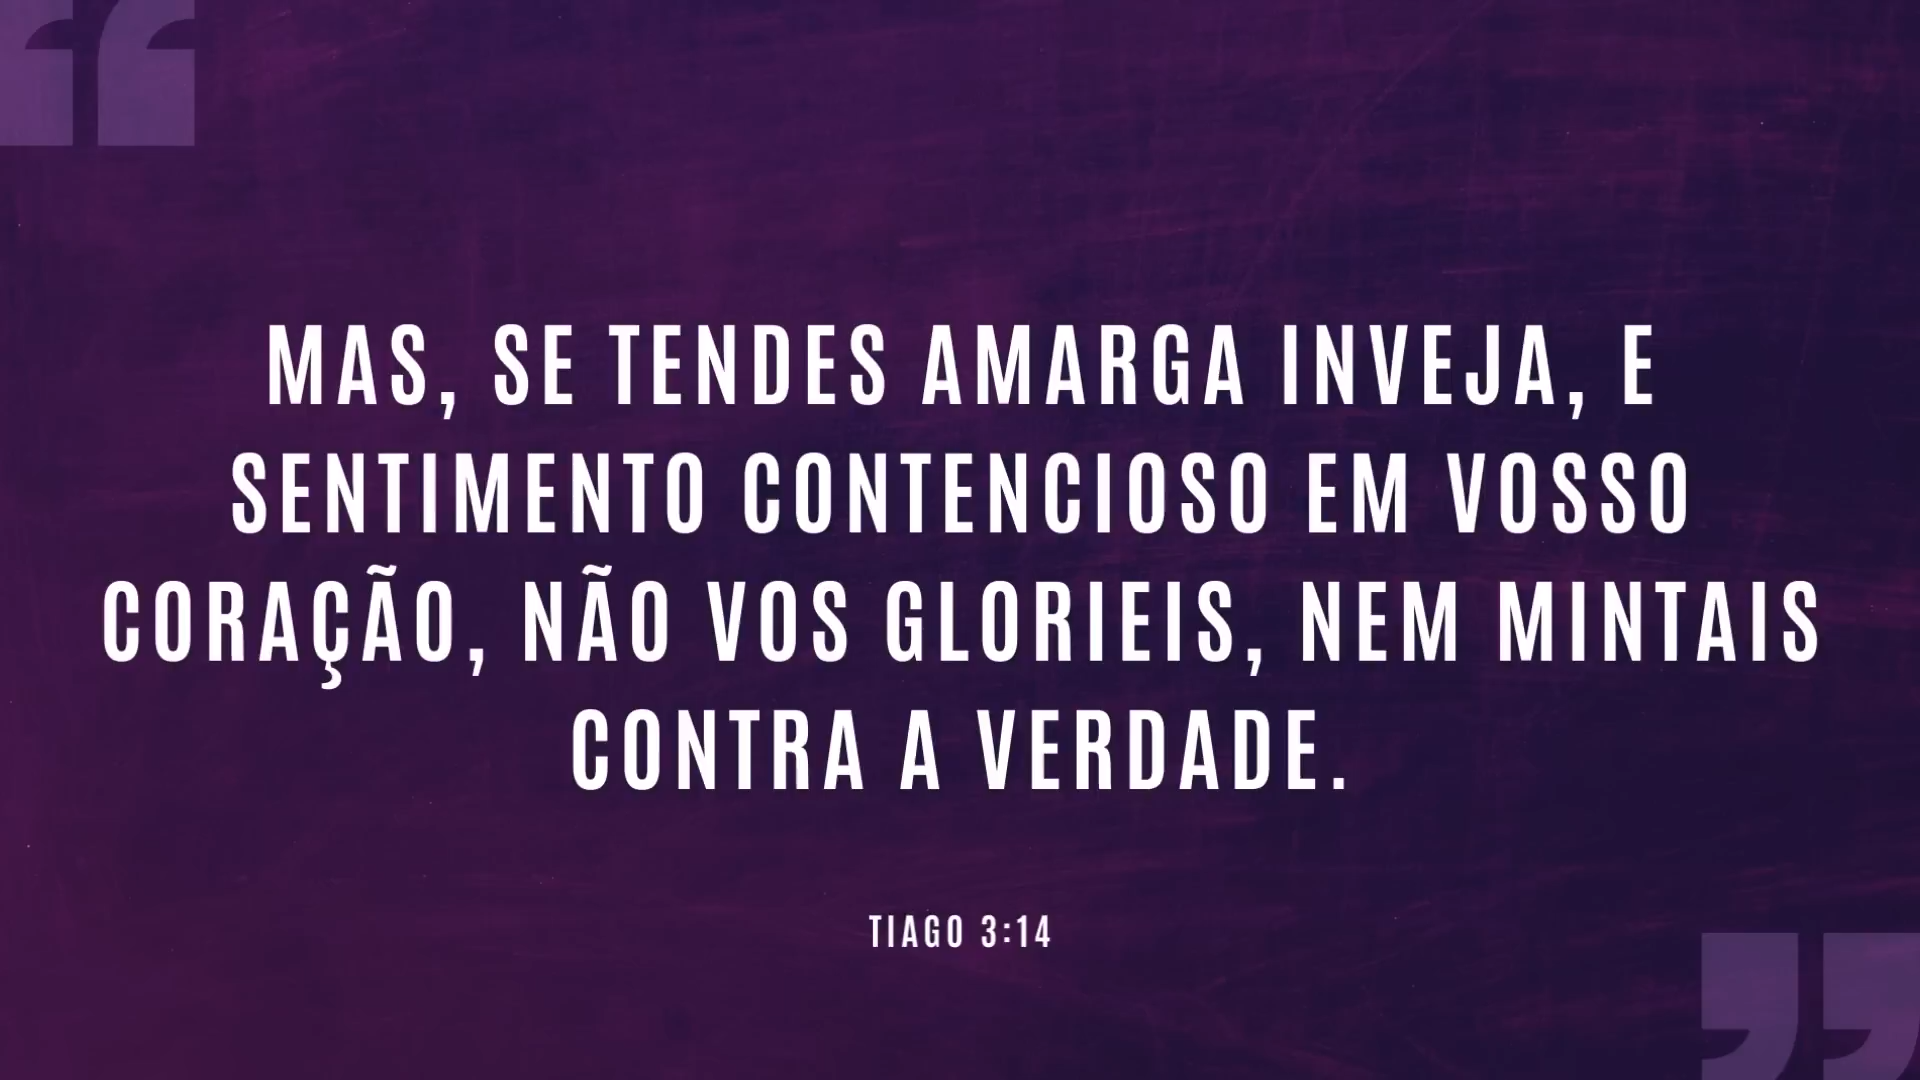 MAS, SE TENDES AMARGA INVEJA, E
SENTIMENTO CONTENCIOSO EM VOSSO
CORAÇÃO, NÃO VOS GLORIEIS, NEM MINTAIS
CONTRA A VERDADE.
TIAGO 3:14